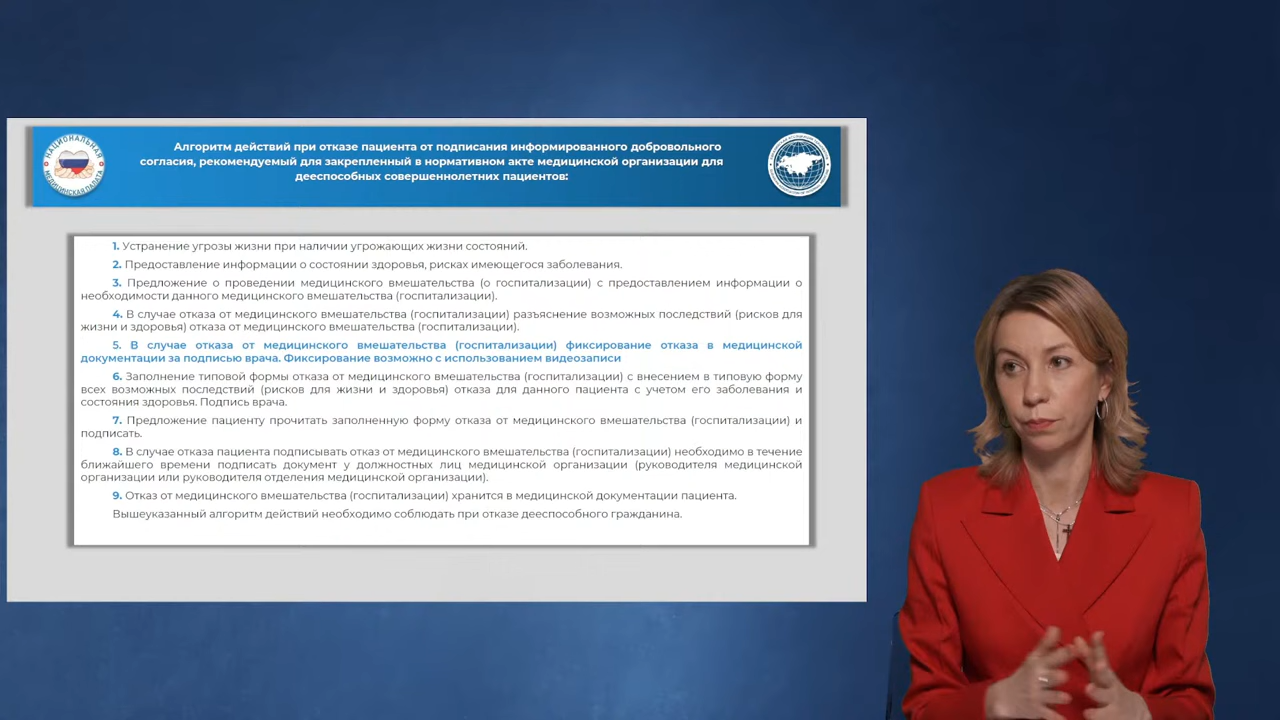 НАЦИОНАЛЬНАЯ
МЕДИЦИНСКАЯ ПАЛАТА
Алгоритм действий при отказе пациента от подписания информированного добровольного
согласия, рекомендуемый для закрепленный в нормативном акте медицинской организации для
дееспособных совершеннолетних пациентов:
1. Устранение угрозы жизни при наличии угрожающих жизни состояний.
2. Предоставление информации о состоянии здоровья, рисках имеющегося заболевания.
3. Предложение о проведении медицинского вмешательства (о госпитализации) с предоставлением информации о
необходимости данного медицинского вмешательства (госпитализации).
4. В случае отказа от медицинского вмешательства (госпитализации) разъяснение возможных последствий (рисков для
жизни и здоровья) отказа от медицинского вмешательства (госпитализации).
5. В случае отказа от медицинского вмешательства (госпитализации) фиксирование отказа в медицинской
документации за подписью врача. Фиксирование возможно с использованием видеозаписи
6. Заполнение типовой формы отказа от медицинского вмешательства (госпитализации) с внесением в типовую форму
всех возможных последствий (рисков для жизни и здоровья) отказа для данного пациента с учетом его заболевания и
состояния здоровья. Подпись врача.
7. Предложение пациенту прочитать заполненную форму отказа от медицинского вмешательства (госпитализации) и
подписать.
8. В случае отказа пациента подписывать отказ от медицинского вмешательства (госпитализации) необходимо в течение
ближайшего времени подписать документ у должностных лиц медицинской организации (руководителя медицинской
организации или руководителя отделения медицинской организации).
9. Отказ от медицинского вмешательства (госпитализации) хранится в медицинской документации пациента.
Вышеуказанный алгоритм действий необходимо соблюдать при отказе дееспособного гражданина.